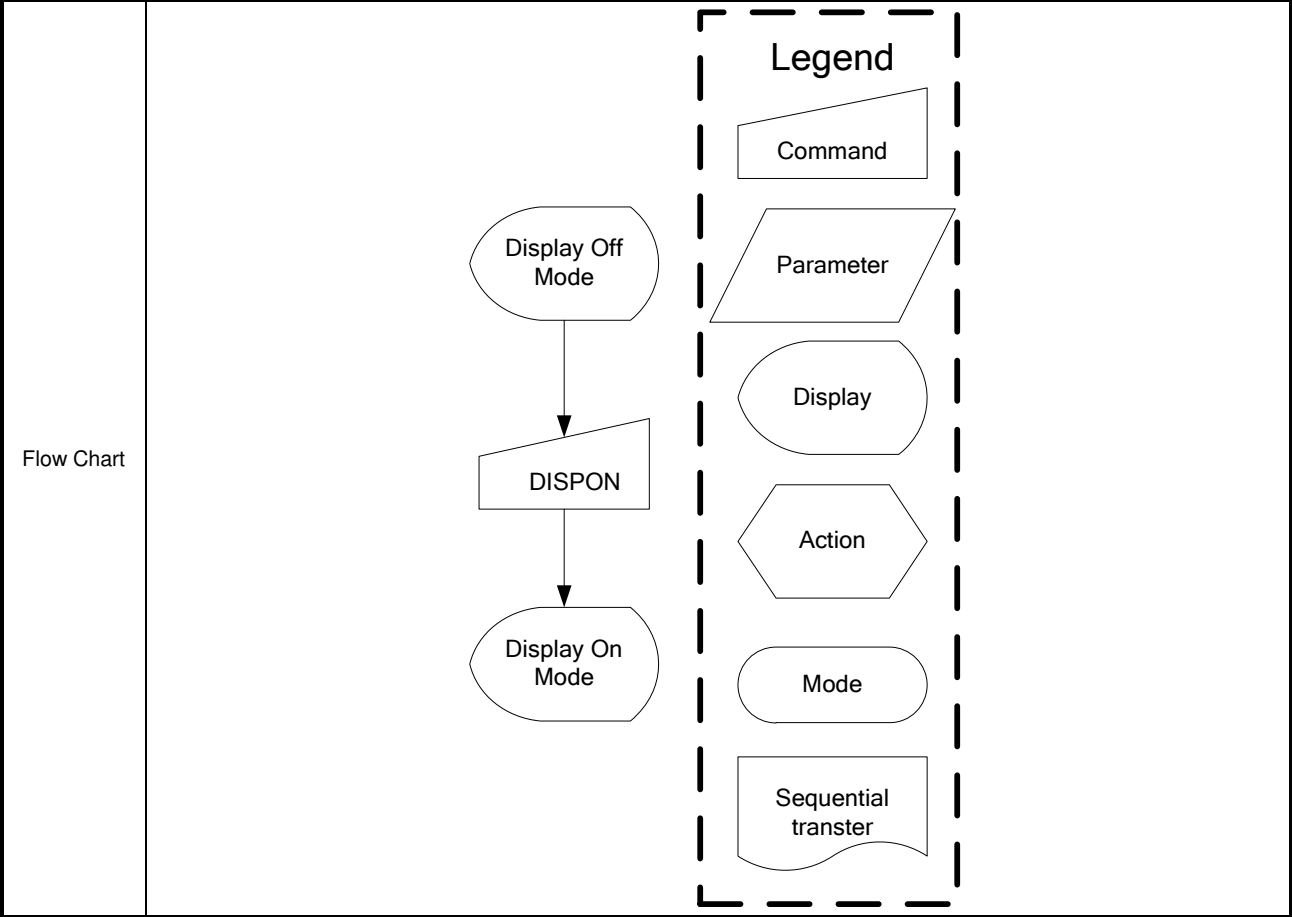 Flow Chart
Display Off
Mode
DISPON
Display On
Mode
Legend
Command
Parameter
Display
Action
Mode
Sequential
transter